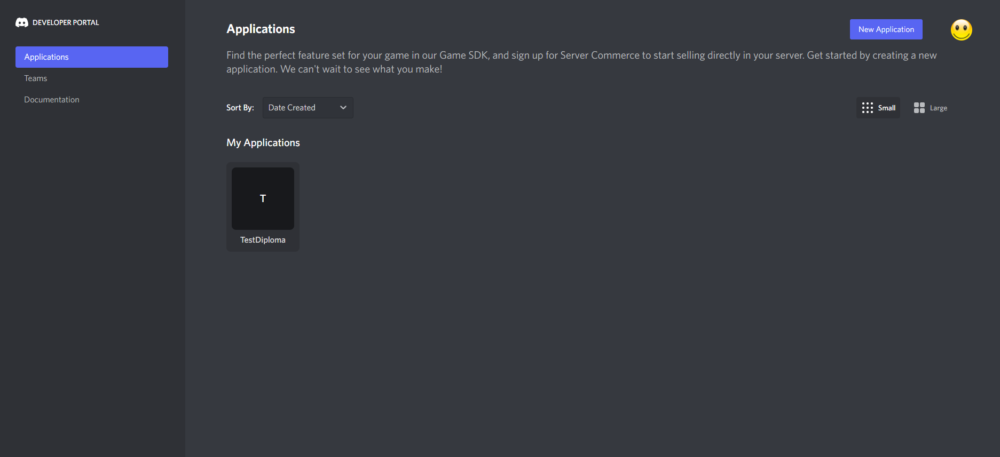 DEVELOPER PORTAL
Applications
Teams
Documentation
Applications
New Application
Find the perfect feature set for your game in our Game SDK, and sign up for Server Commerce to start selling directly in your server. Get started by creating a new
application. We can't wait to see what you make!
Sort By: Date Created
Small Large
My Applications
T
TestDiploma